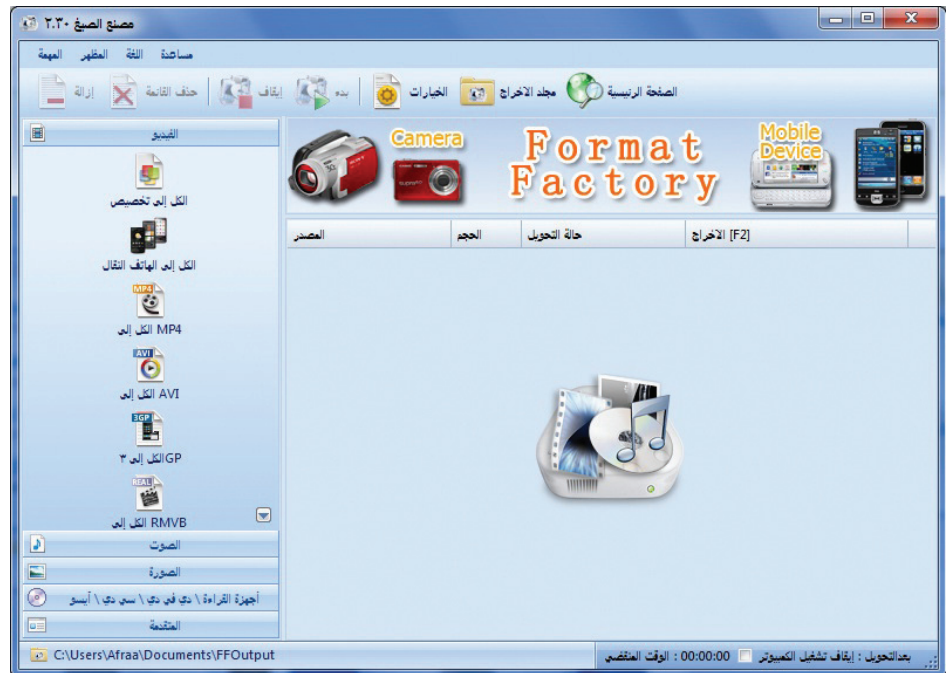 مصنع الصيغ ٢.٣٠
المهمة المظهر اللغة مساعدة
إزالة حذف القائمة إيقاف بدء الخيارات مجلد الاخراج الصفحة الرئيسية
الفيديو
الكل إلى تخصيص
الكل إلى الهاتف النقال
MP4
MP4 الكل إلى
AVI
AVI الكل إلى
3GP
GPالكل إلى ٣
REAL
RMVB الكل إلى
الصوت
الصورة
أجهزة القراءة \ دي في دي \ سي دي \ أيسو
المتقدمة
Camera
Format
Factory
Mobile
Device
المصدر الحجم حالة التحويل [F2] الاخراج
C:\Users\Afraa\Documents\FFOutput
بعدالتحويل : إيقاف تشغيل الكمبيوتر 00:00:00 : الوقت المنقضي